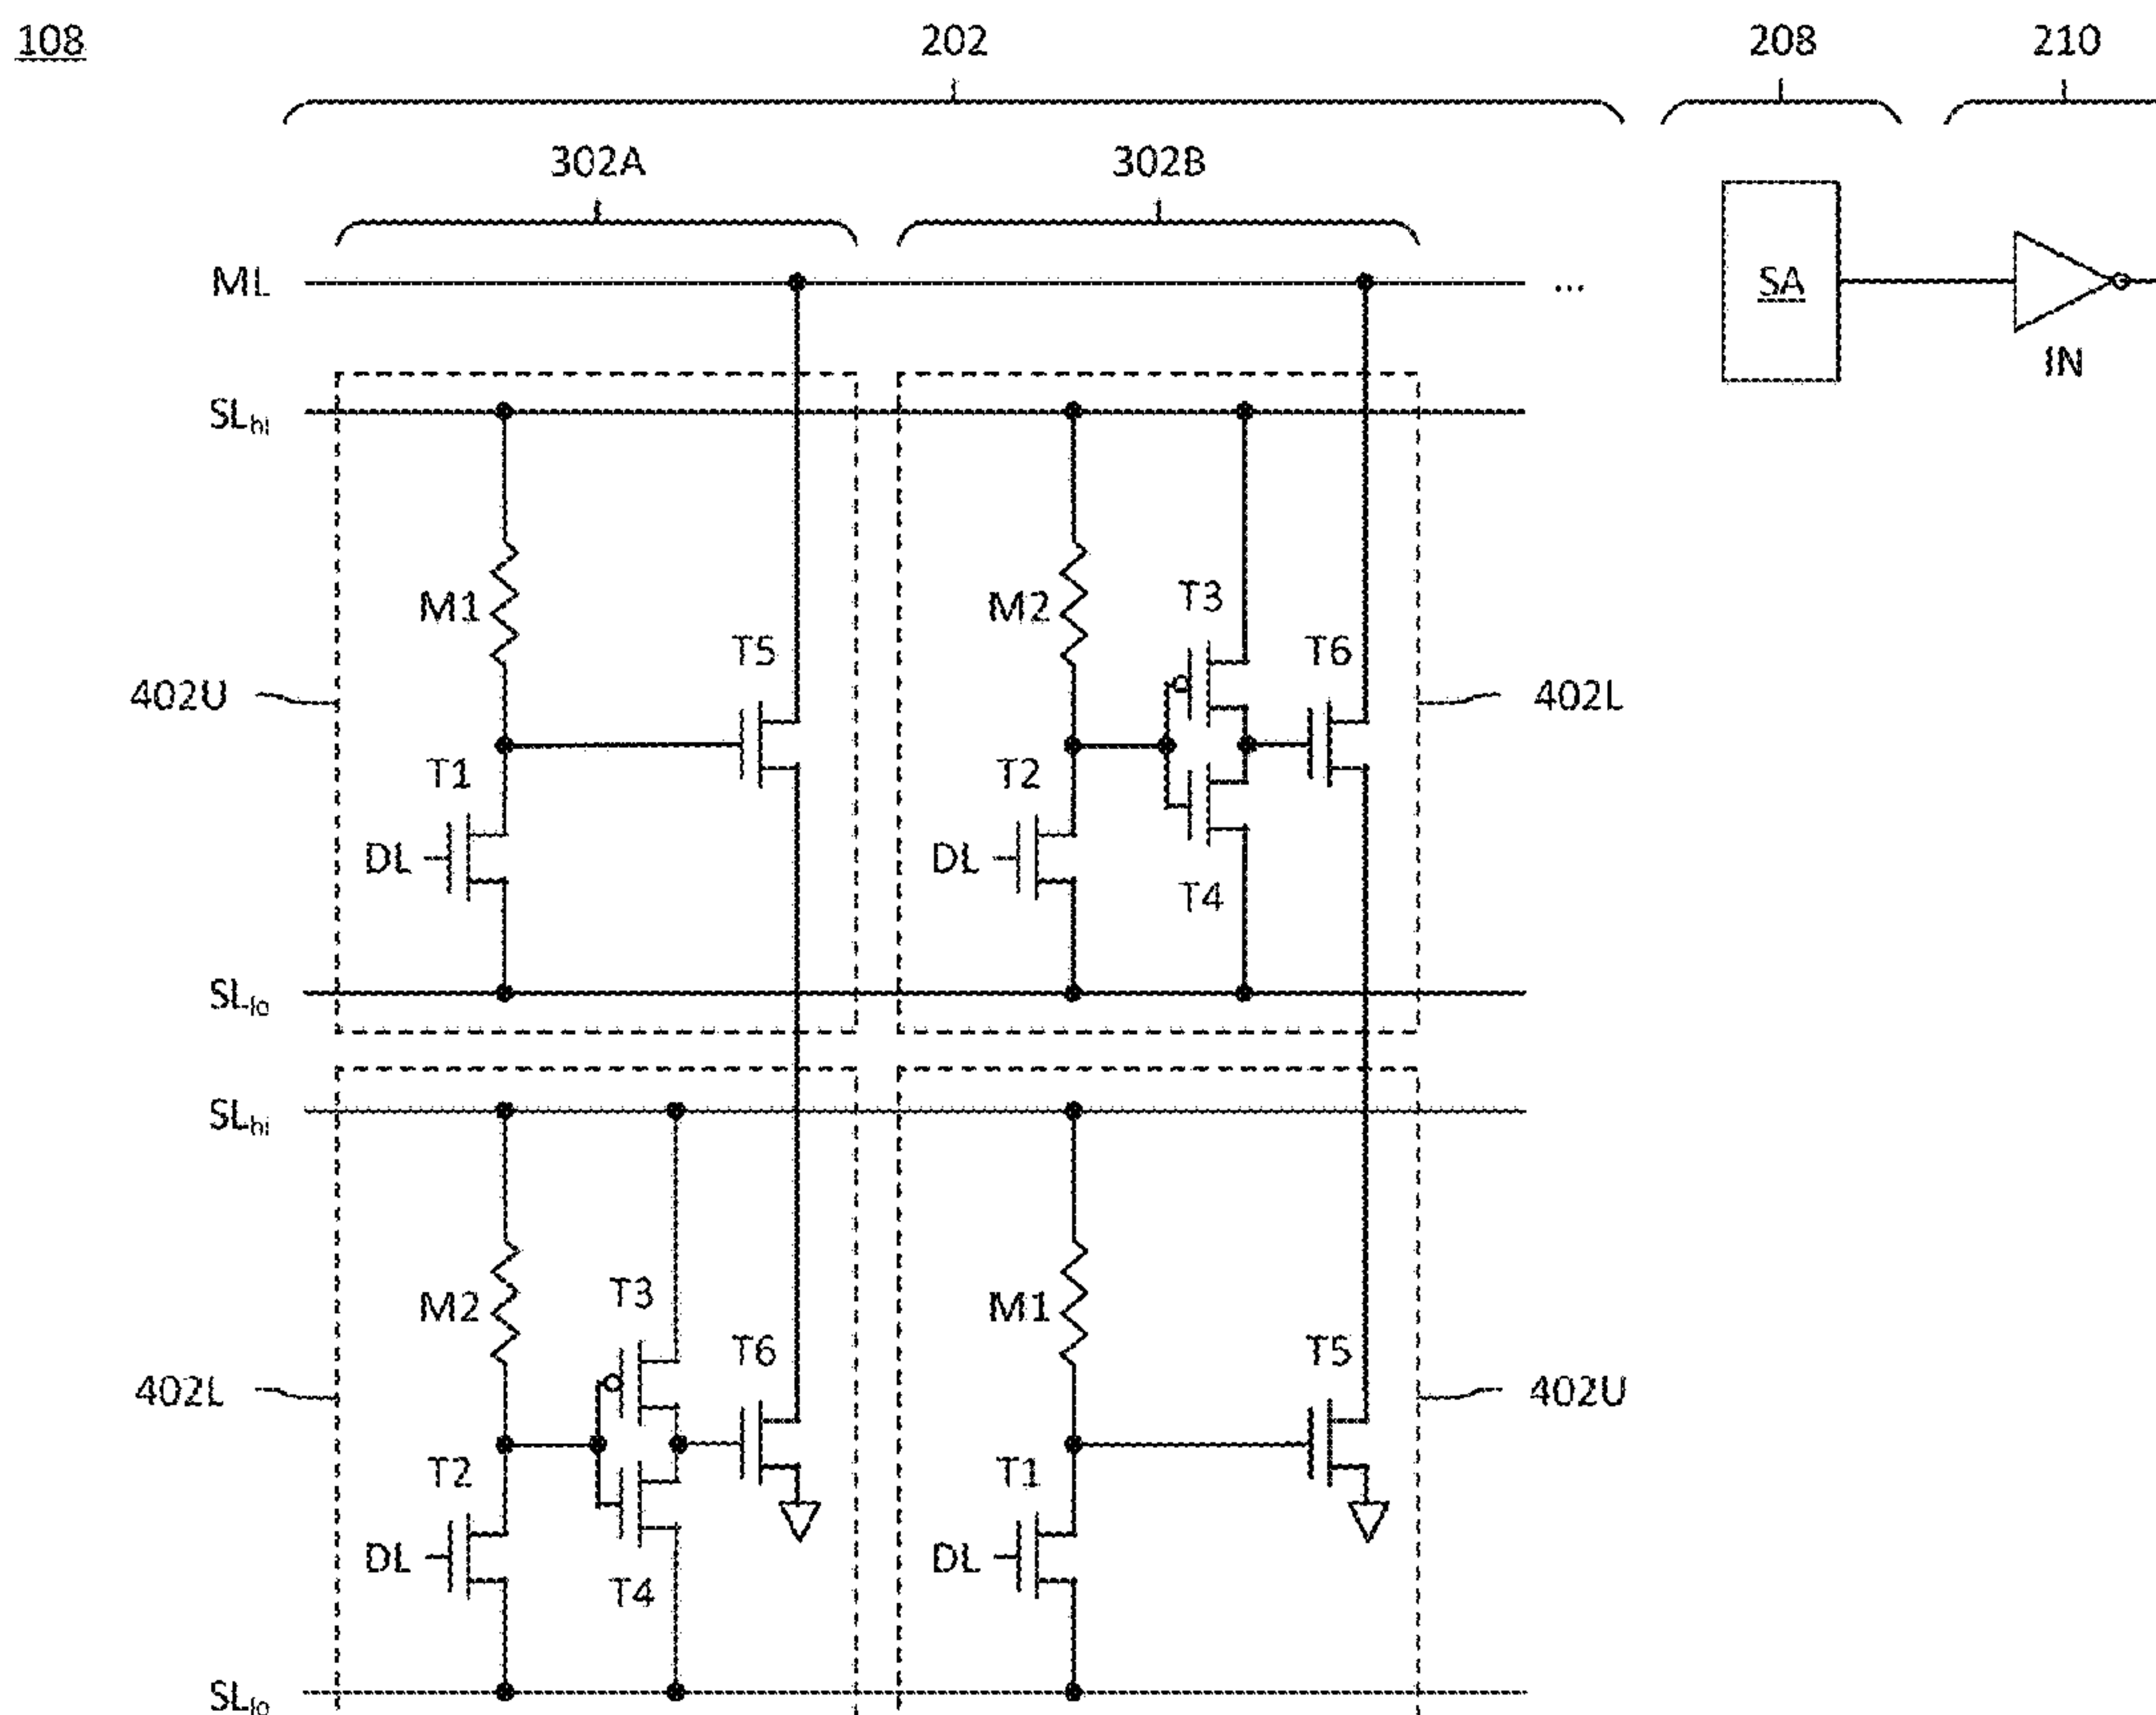 108
202
208
210
302A
302B
ML
...
SA
IN
SLhi
M1
M2
T3
T5
T6
402U
402L
T1
T2
DL
DL
T4
SLlo
SLhi
M2
T3
M1
T6
T5
402L
402U
T2
T1
DL
T4
DL
SLlo